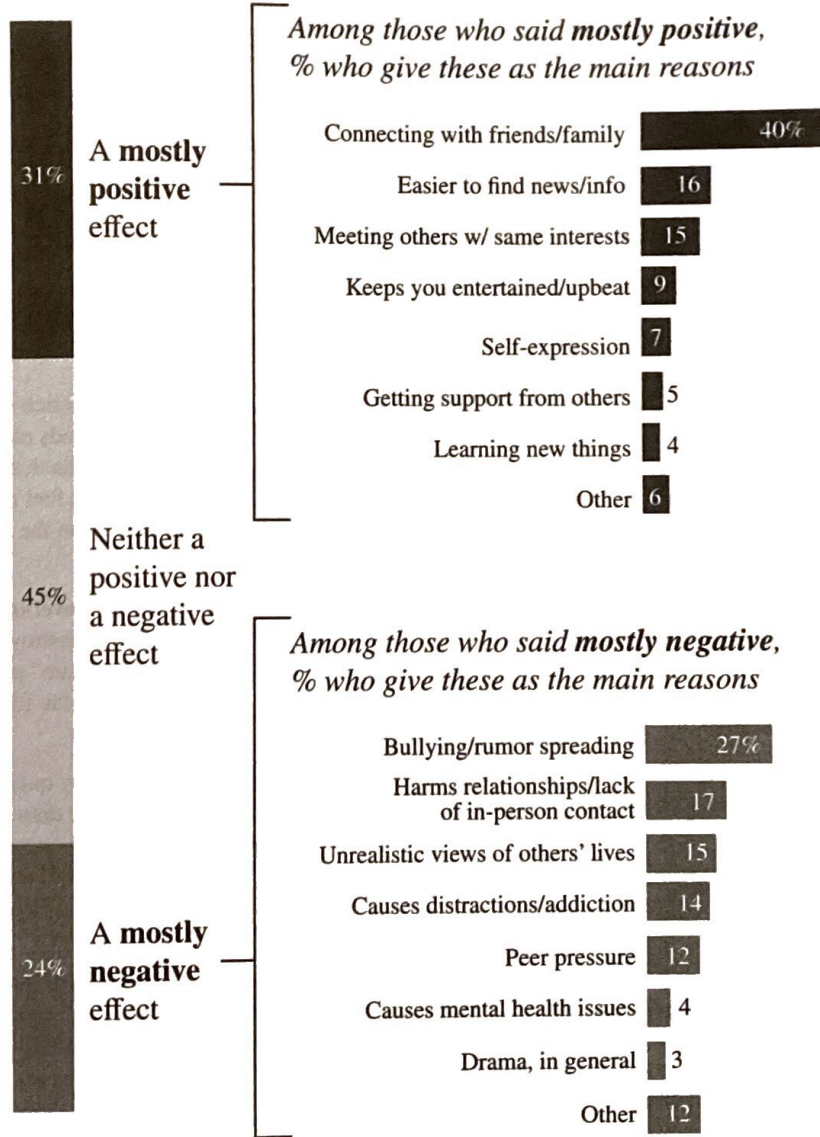 Among those who said mostly positive,
% who give these as the main reasons
31%
A mostly
positive
effect
Connecting with friends/family 40%
Easier to find news/info 16
Meeting others w/ same interests 15
Keeps you entertained/upbeat 9
Self-expression 7
Getting support from others 5
Learning new things 4
Other 6
45%
Neither a
positive nor
a negative
effect
Among those who said mostly negative,
% who give these as the main reasons
24%
A mostly
negative
effect
Bullying/rumor spreading 27%
Harms relationships/lack
of in-person contact 17
Unrealistic views of others' lives 15
Causes distractions/addiction 14
Peer pressure 12
Causes mental health issues 4
Drama, in general 3
Other 12